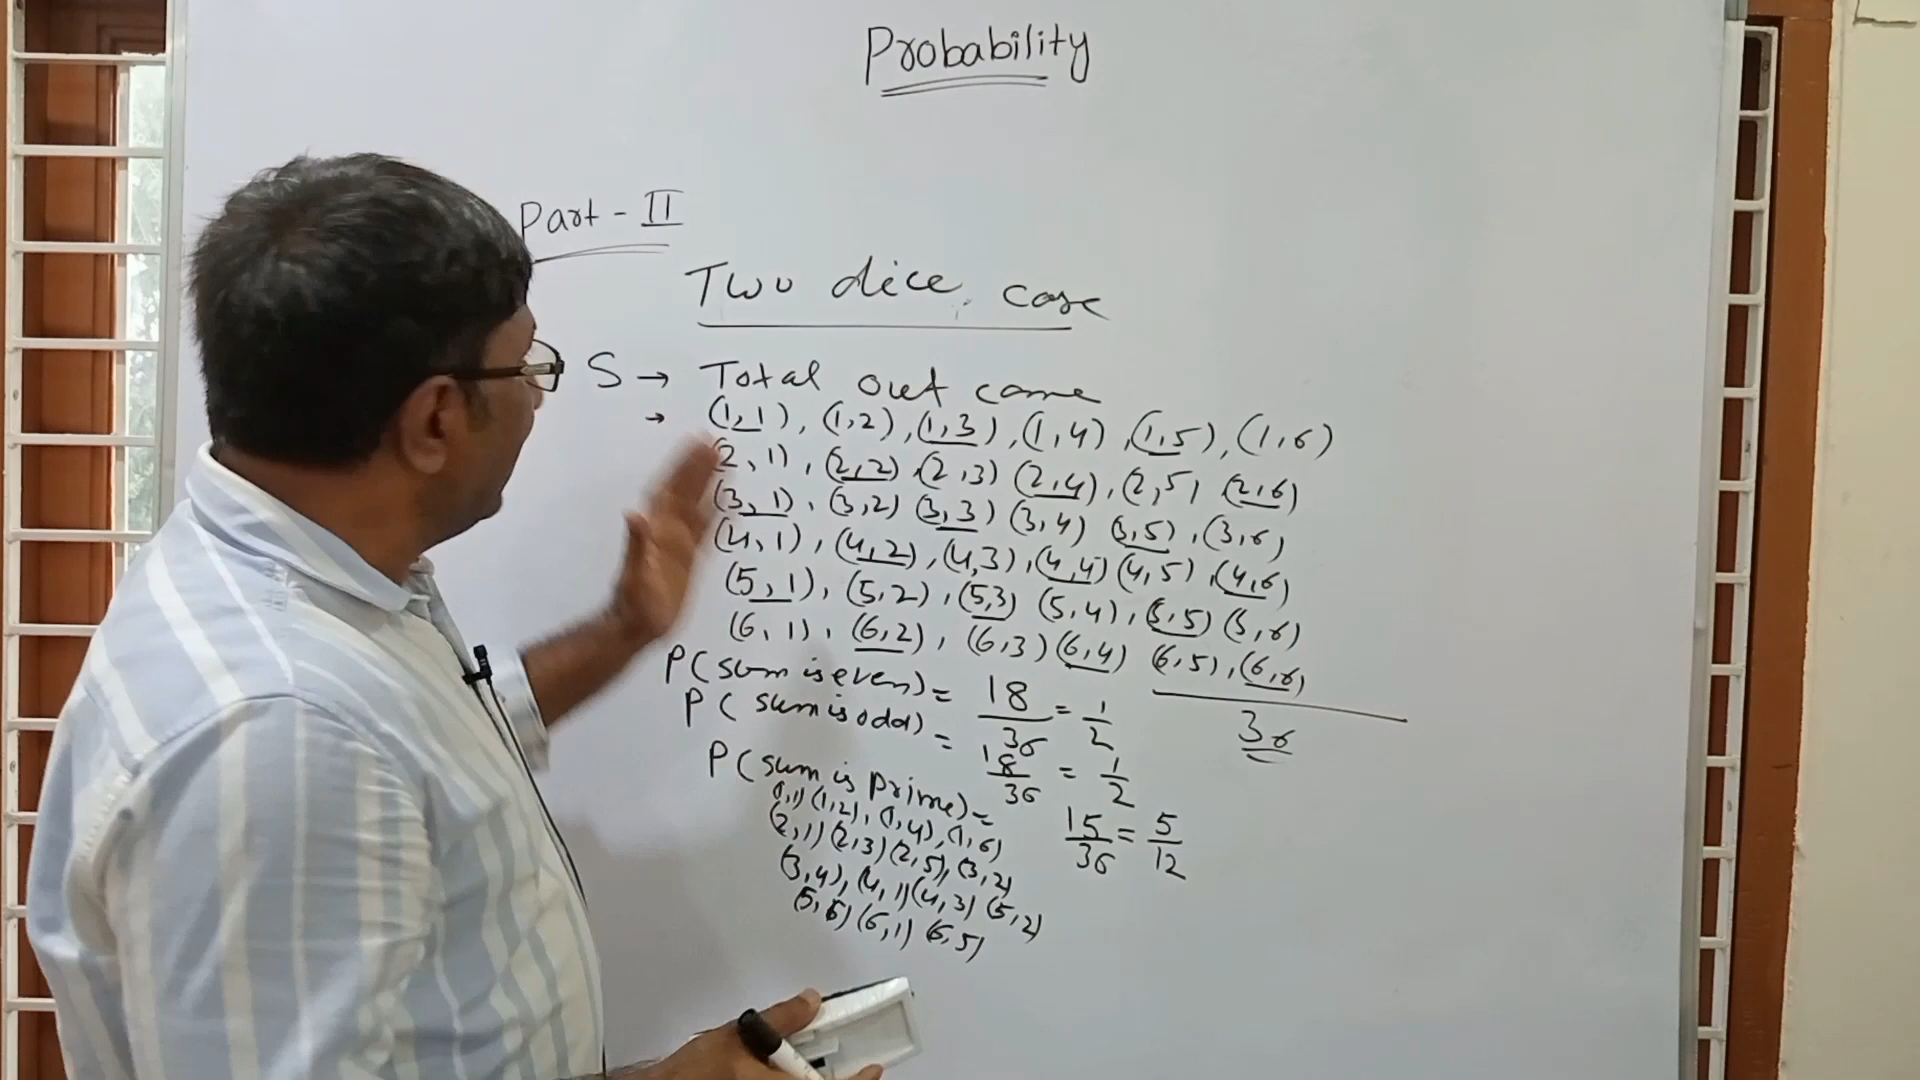 Probability
Part - II
Two dice case
S → Total out came
→ (1,1), (1,2), (1,3), (1,4), (1,5), (1,6)
(2,1), (2,2), (2,3) (2,4), (2,5) (2,6)
(3,1), (3,2) (3,3) (3,4) (3,5), (3,6)
(4,1), (4,2), (4,3), (4,4) (4,5), (4,6)
(5,1), (5,2), (5,3) (5,4), (5,5) (5,6)
(6,1), (6,2), (6,3) (6,4) (6,5), (6,6)
36
P(sum is even) = 18/36 = 1/2
P(sum is odd) = 18/36 = 1/2
P(sum is prime) = 15/36 = 5/12
(1,1) (1,2), (1,4), (1,6)
(2,1) (2,3) (2,5), (3,2)
(3,4), (4,1) (4,3) (5,2)
(5,6) (6,1) (6,5)